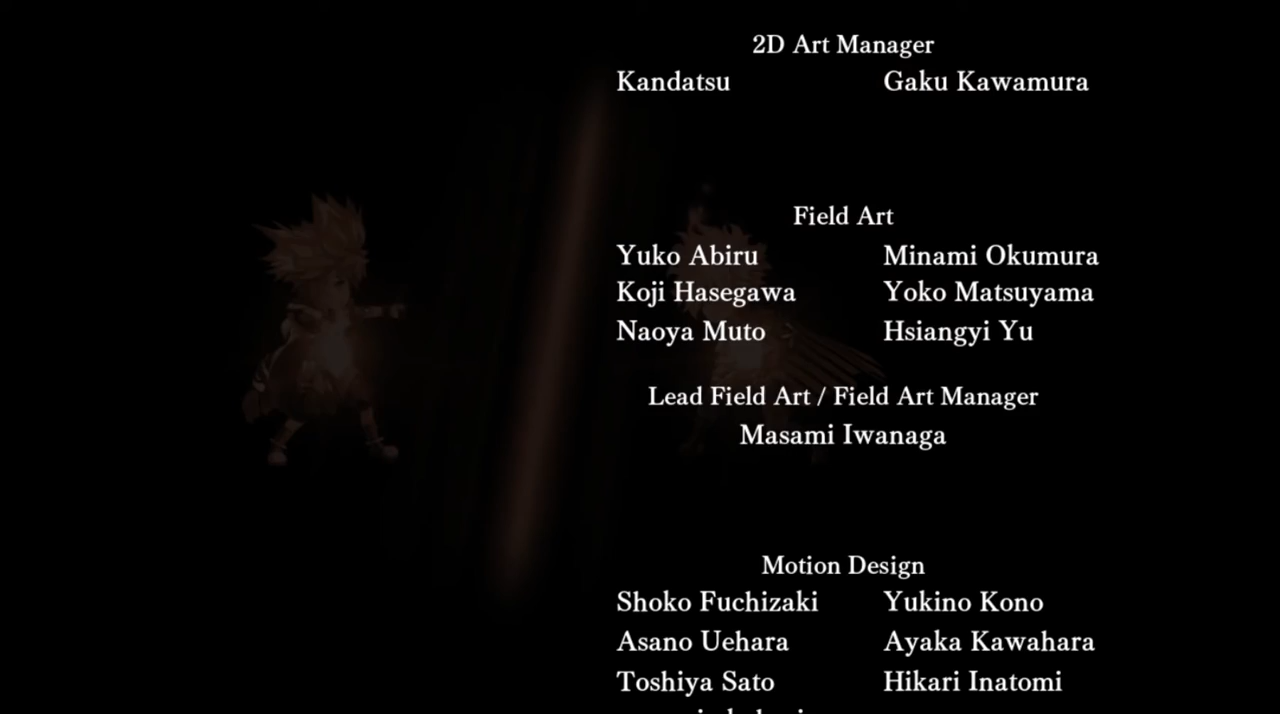 2D Art Manager
Kandatsu Gaku Kawamura
Field Art
Yuko Abiru Minami Okumura
Koji Hasegawa Yoko Matsuyama
Naoya Muto Hsiangyi Yu
Lead Field Art / Field Art Manager
Masami Iwanaga
Motion Design
Shoko Fuchizaki Yukino Kono
Asano Uehara Ayaka Kawahara
Toshiya Sato Hikari Inatomi